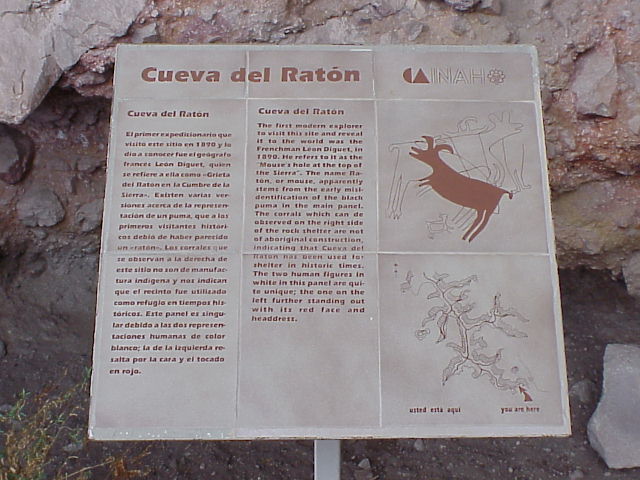 Cueva del Ratón
INAH
Cueva del Ratón
El primer expedicionario que
visitó este sitio en 1890 y lo
dio a conocer fue el geógrafo
francés León Diguet, quien
se refiere a ella como «Grieta
del Ratón en la Cumbre de la
Sierra». Existen varias ver-
siones acerca de la represen-
tación de un puma, que a los
primeros visitantes históri-
cos debió de haber parecido
un «ratón». Los corrales que
se observan a la derecha de
este sitio no son de manufac-
tura indígena y nos indican
que el recinto fue utilizado
como refugio en tiempos his-
tóricos. Este panel es singu-
lar debido a las dos represen-
taciones humanas de color
blanco; la de la izquierda re-
salta por la cara y el tocado
en rojo.
Cueva del Ratón
The first modern explorer
to visit this site and reveal
it to the world was the
Frenchman Léon Diguet, in
1890. He refers to it as the
"Mouse's hole at the top of
the Sierra". The name Ra-
tón, or mouse, apparently
stems from the early misi-
dentification of the black
puma in the main panel.
The corrals which can de
observed on the right side
of the rock shelter are not
of aboriginal construction,
indicating that Cueva del
Ratón has been used for
shelter in historic times.
The two human figures in
white in this panel are qui-
te unique; the one on the
left further standing out
with its red face and
headdress.
usted está aquí
you are here